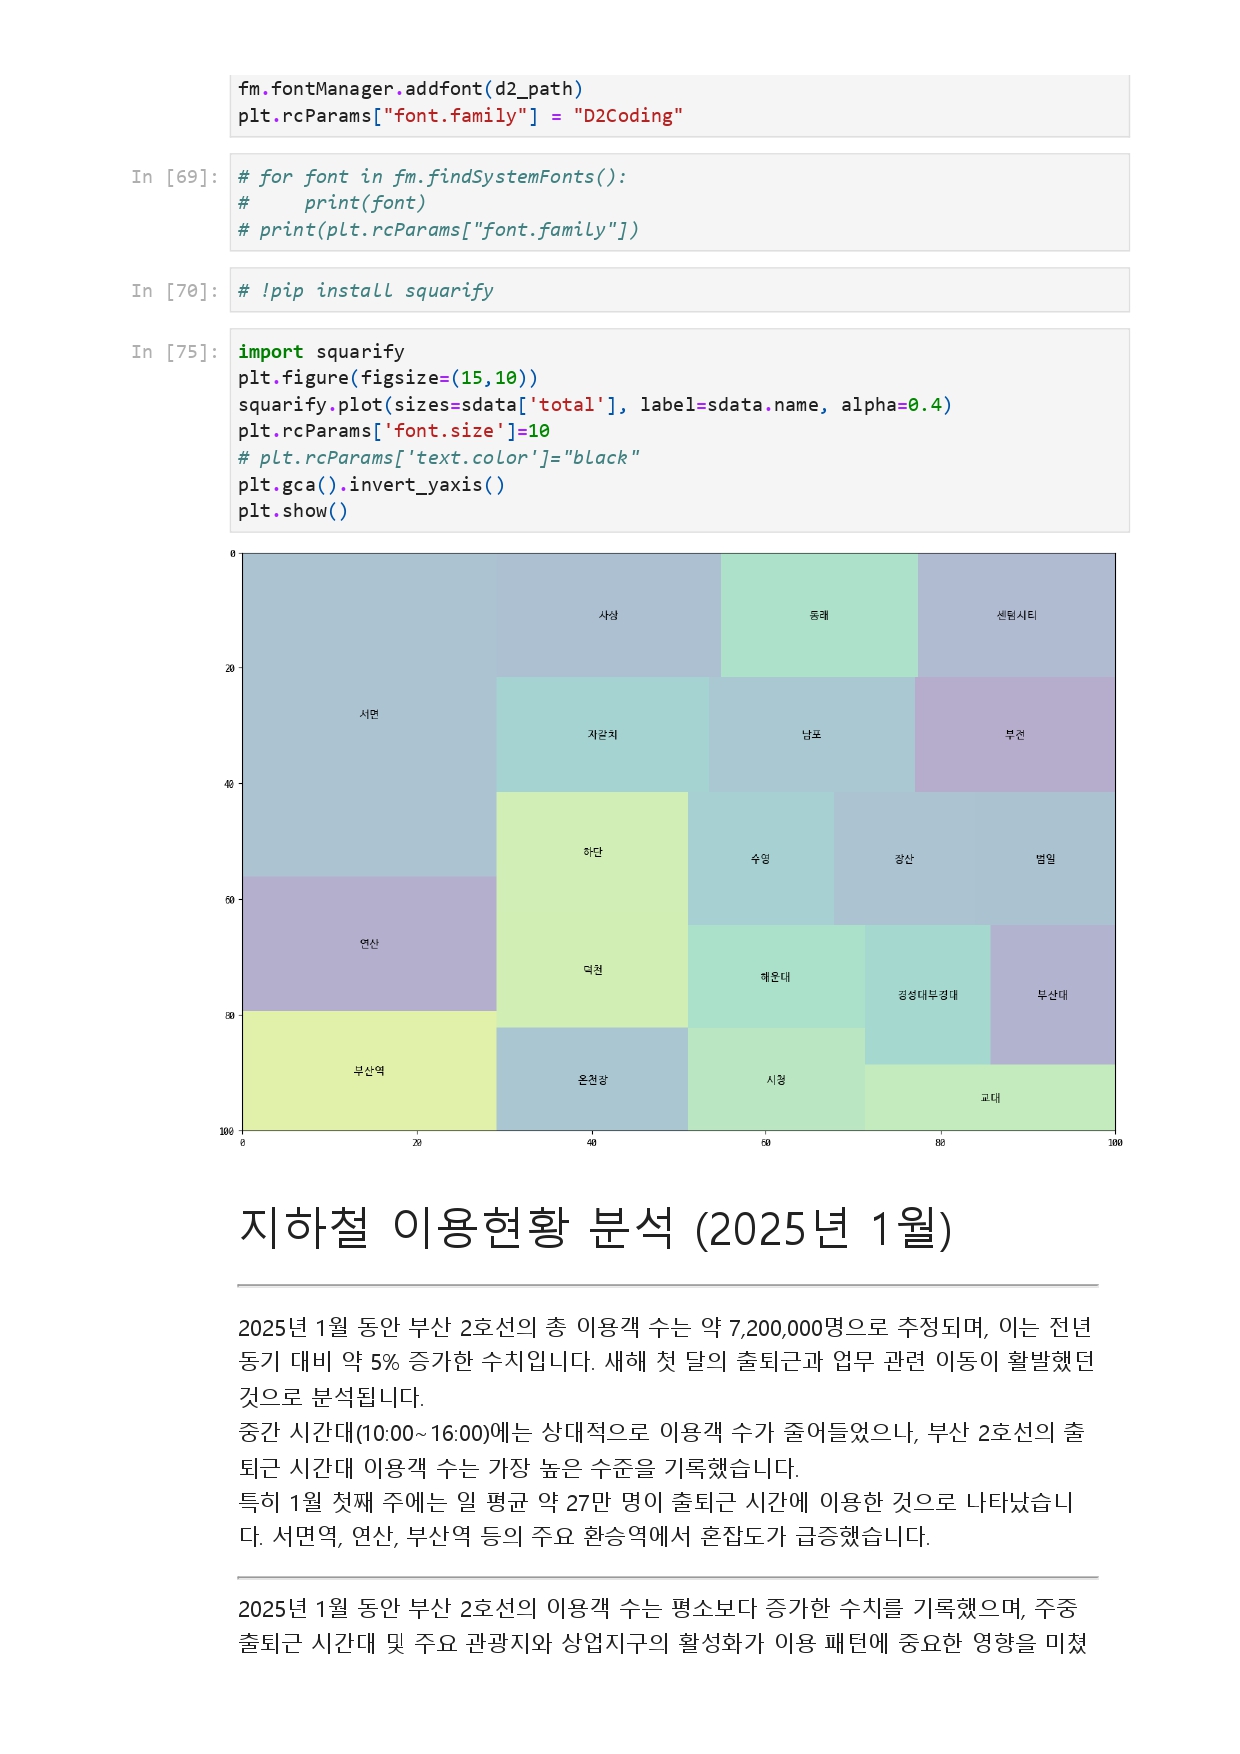 fm.fontManager.addfont(d2_path)
plt.rcParams["font.family"] = "D2Coding"
In [69]: # for font in fm.findSystemFonts():
#     print(font)
# print(plt.rcParams["font.family"])
In [70]: # !pip install squarify
In [75]: import squarify
plt.figure(figsize=(15,10))
squarify.plot(sizes=sdata['total'], label=sdata.name, alpha=0.4)
plt.rcParams['font.size']=10
# plt.rcParams['text.color']="black"
plt.gca().invert_yaxis()
plt.show()
0
사상 동래 센텀시티
20
서면
자갈치 남포 부전
40
하단 수영 장산 범일
60
연산
덕천 해운대 경성대부경대 부산대
80
부산역 온천장 시청 교대
100
0 20 40 60 80 100
지하철 이용현황 분석 (2025년 1월)
2025년 1월 동안 부산 2호선의 총 이용객 수는 약 7,200,000명으로 추정되며, 이는 전년
동기 대비 약 5% 증가한 수치입니다. 새해 첫 달의 출퇴근과 업무 관련 이동이 활발했던
것으로 분석됩니다.
중간 시간대(10:00~16:00)에는 상대적으로 이용객 수가 줄어들었으나, 부산 2호선의 출
퇴근 시간대 이용객 수는 가장 높은 수준을 기록했습니다.
특히 1월 첫째 주에는 일 평균 약 27만 명이 출퇴근 시간에 이용한 것으로 나타났습니
다. 서면역, 연산, 부산역 등의 주요 환승역에서 혼잡도가 급증했습니다.
2025년 1월 동안 부산 2호선의 이용객 수는 평소보다 증가한 수치를 기록했으며, 주중
출퇴근 시간대 및 주요 관광지와 상업지구의 활성화가 이용 패턴에 중요한 영향을 미쳤